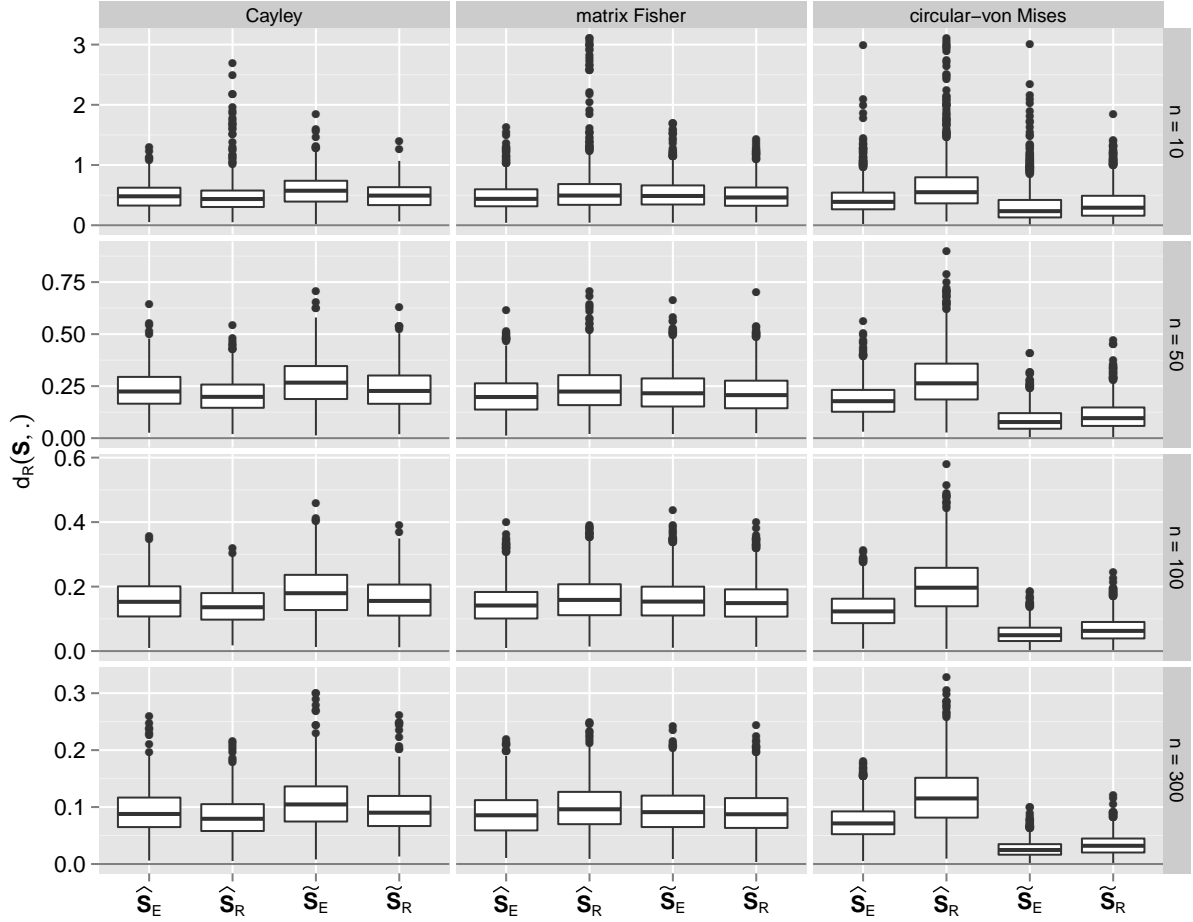 Cayley matrix Fisher circular−von Mises
3
2
1
0
n = 10
0.75
0.50
0.25
0.00
n = 50
d_R(S, .)
0.6
0.4
0.2
0.0
n = 100
0.3
0.2
0.1
0.0
n = 300
Ŝ_E Ŝ_R S̃_E S̃_R Ŝ_E Ŝ_R S̃_E S̃_R Ŝ_E Ŝ_R S̃_E S̃_R